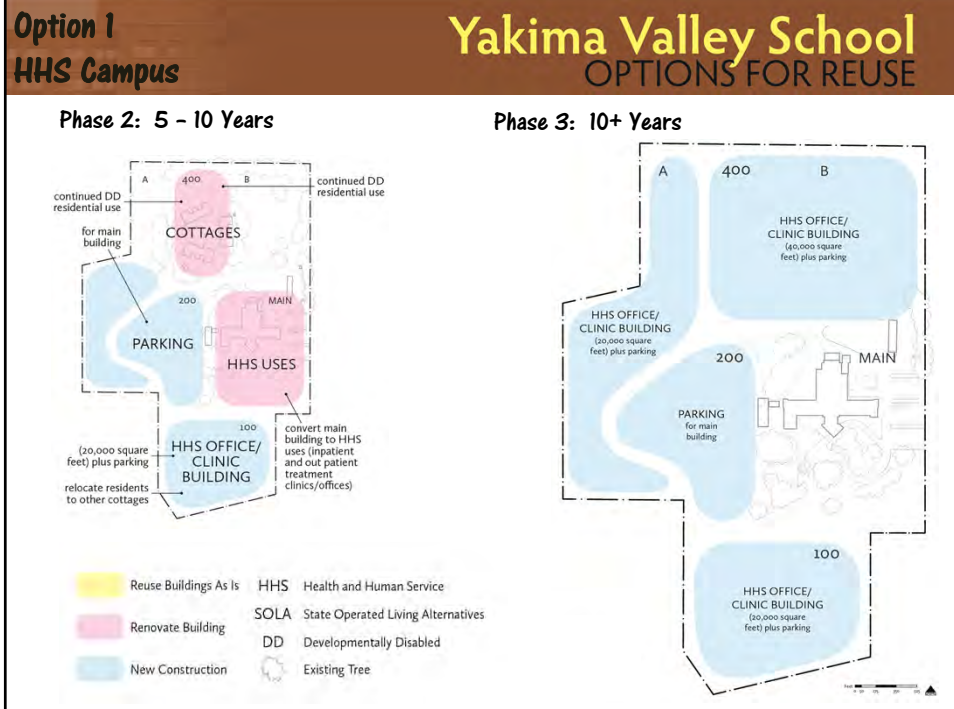 Option 1
HHS Campus
Yakima Valley School
OPTIONS FOR REUSE
Phase 2: 5 – 10 Years
A
400
B
continued DD
residential use
continued DD
residential use
COTTAGES
for main
building
200
MAIN
PARKING
HHS USES
100
HHS OFFICE/
CLINIC
BUILDING
(20,000 square
feet) plus parking
relocate residents
to other cottages
convert main
building to HHS
uses (inpatient
and out patient
treatment
clinics/offices)
Phase 3: 10+ Years
A
400
B
HHS OFFICE/
CLINIC BUILDING
(40,000 square
feet) plus parking
HHS OFFICE/
CLINIC BUILDING
(20,000 square
feet) plus parking
200
MAIN
PARKING
for main
building
100
HHS OFFICE/
CLINIC BUILDING
(20,000 square
feet) plus parking
Reuse Buildings As Is
Renovate Building
New Construction
HHS Health and Human Service
SOLA State Operated Living Alternatives
DD Developmentally Disabled
Existing Tree